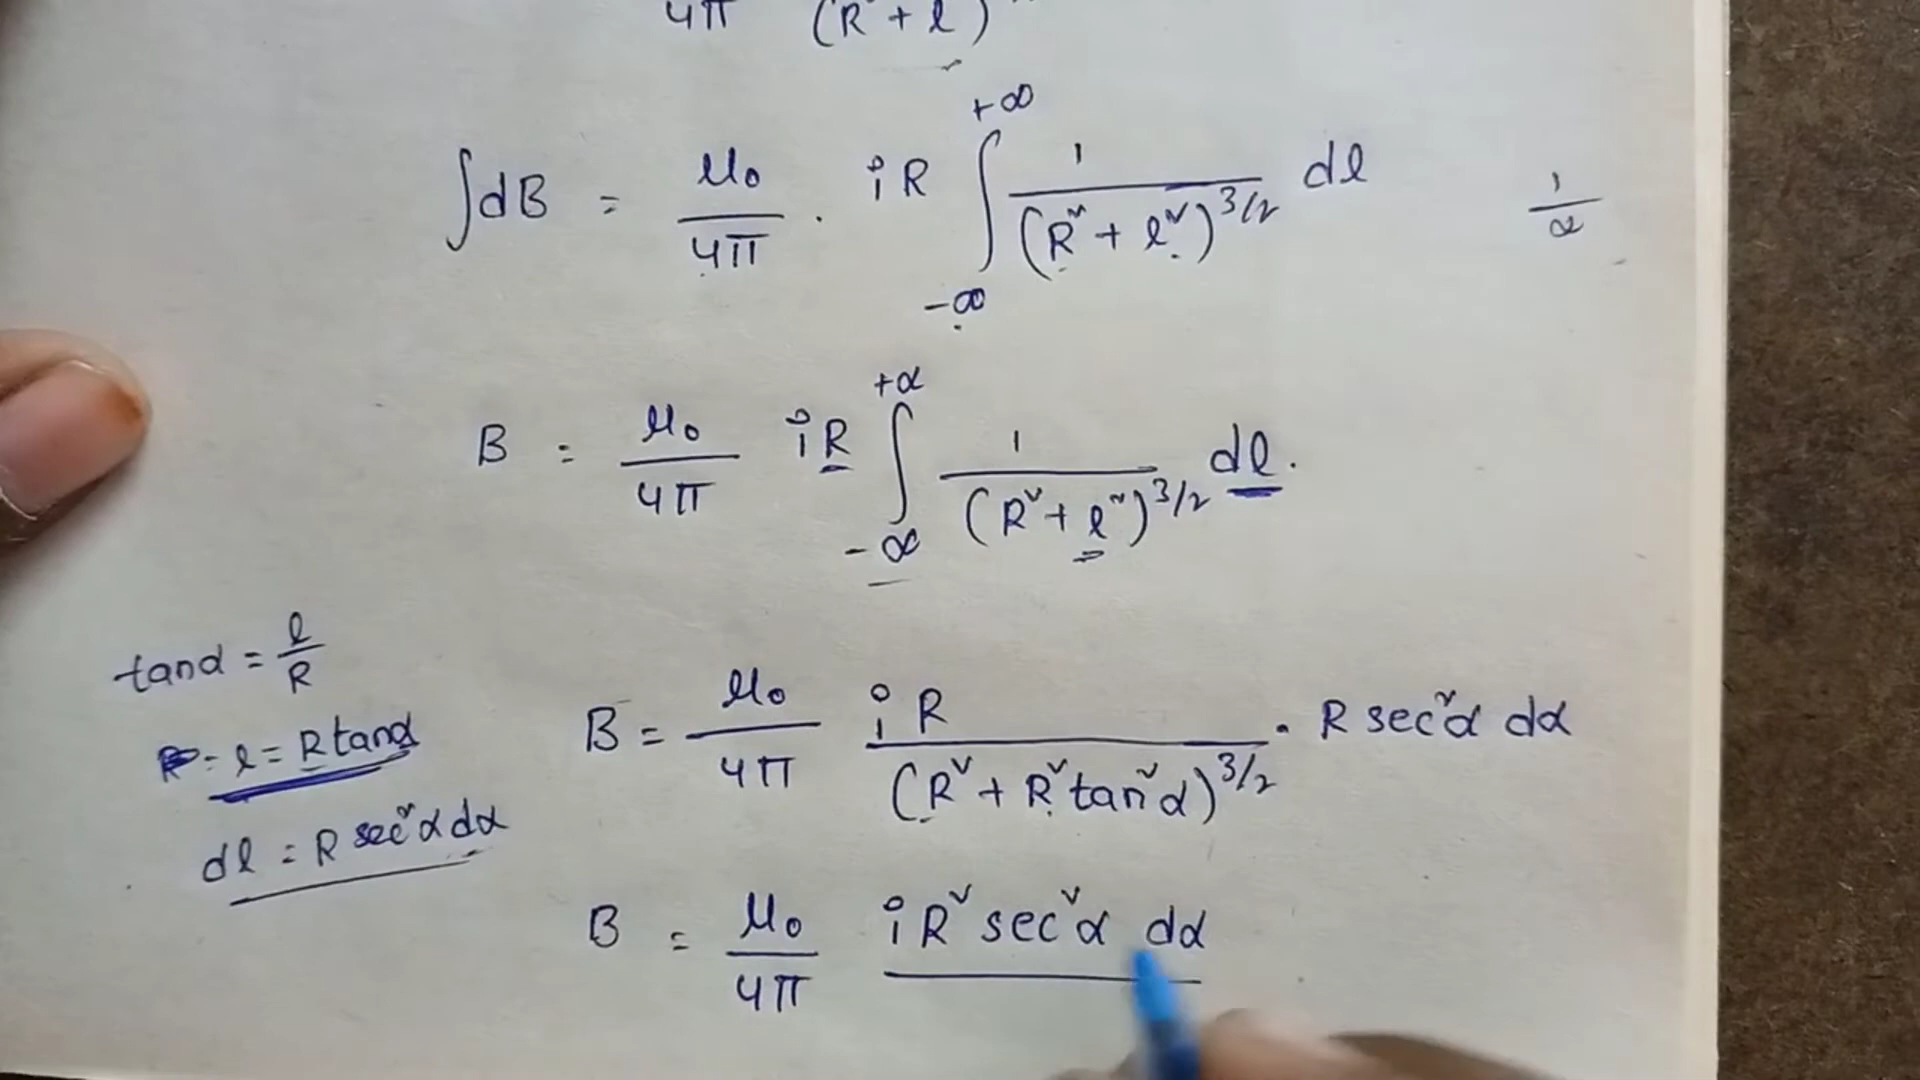 4π (R² + l²)
∫dB = μ₀/4π . iR ∫_{-∞}^{+∞} 1/(R² + l²)^{3/2} dl
1/α
B = μ₀/4π iR ∫_{-∞}^{+α} 1/(R² + l²)^{3/2} dl.
tanα = l/R
l = R tanα
dl = R sec²α dα
B = μ₀/4π iR/(R² + R² tan²α)^{3/2} . R sec²α dα
B = μ₀/4π iR² sec²α dα